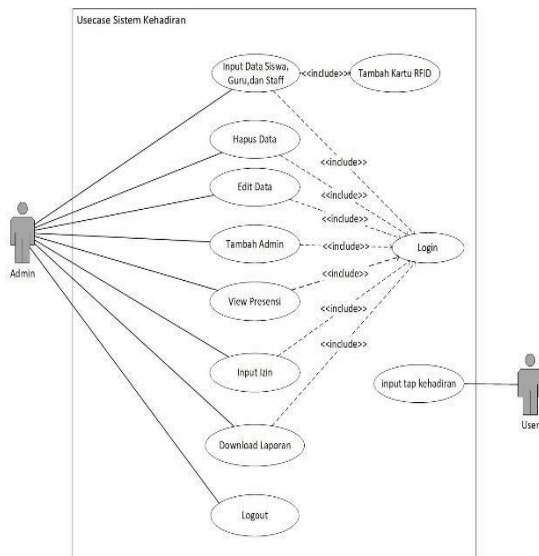 Usecase Sistem Kehadiran
Input Data Siswa,
Guru,dan Staff
<<include>>
Tambah Kartu RFID
Hapus Data
<<include>>
Edit Data
<<include>>
Tambah Admin
<<include>>
Login
Admin
<<include>>
View Presensi
<<include>>
Input Izin
<<include>>
input tap kehadiran
User
Download Laporan
Logout